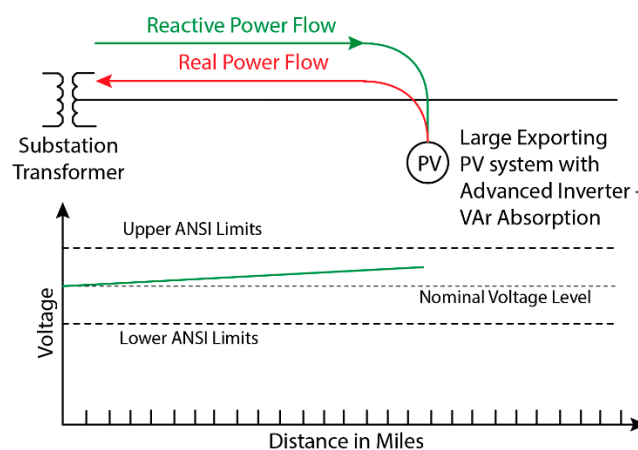 Reactive Power Flow
Real Power Flow
Substation
Transformer
PV
Large Exporting
PV system with
Advanced Inverter -
VAr Absorption
Upper ANSI Limits
Nominal Voltage Level
Lower ANSI Limits
Voltage
Distance in Miles